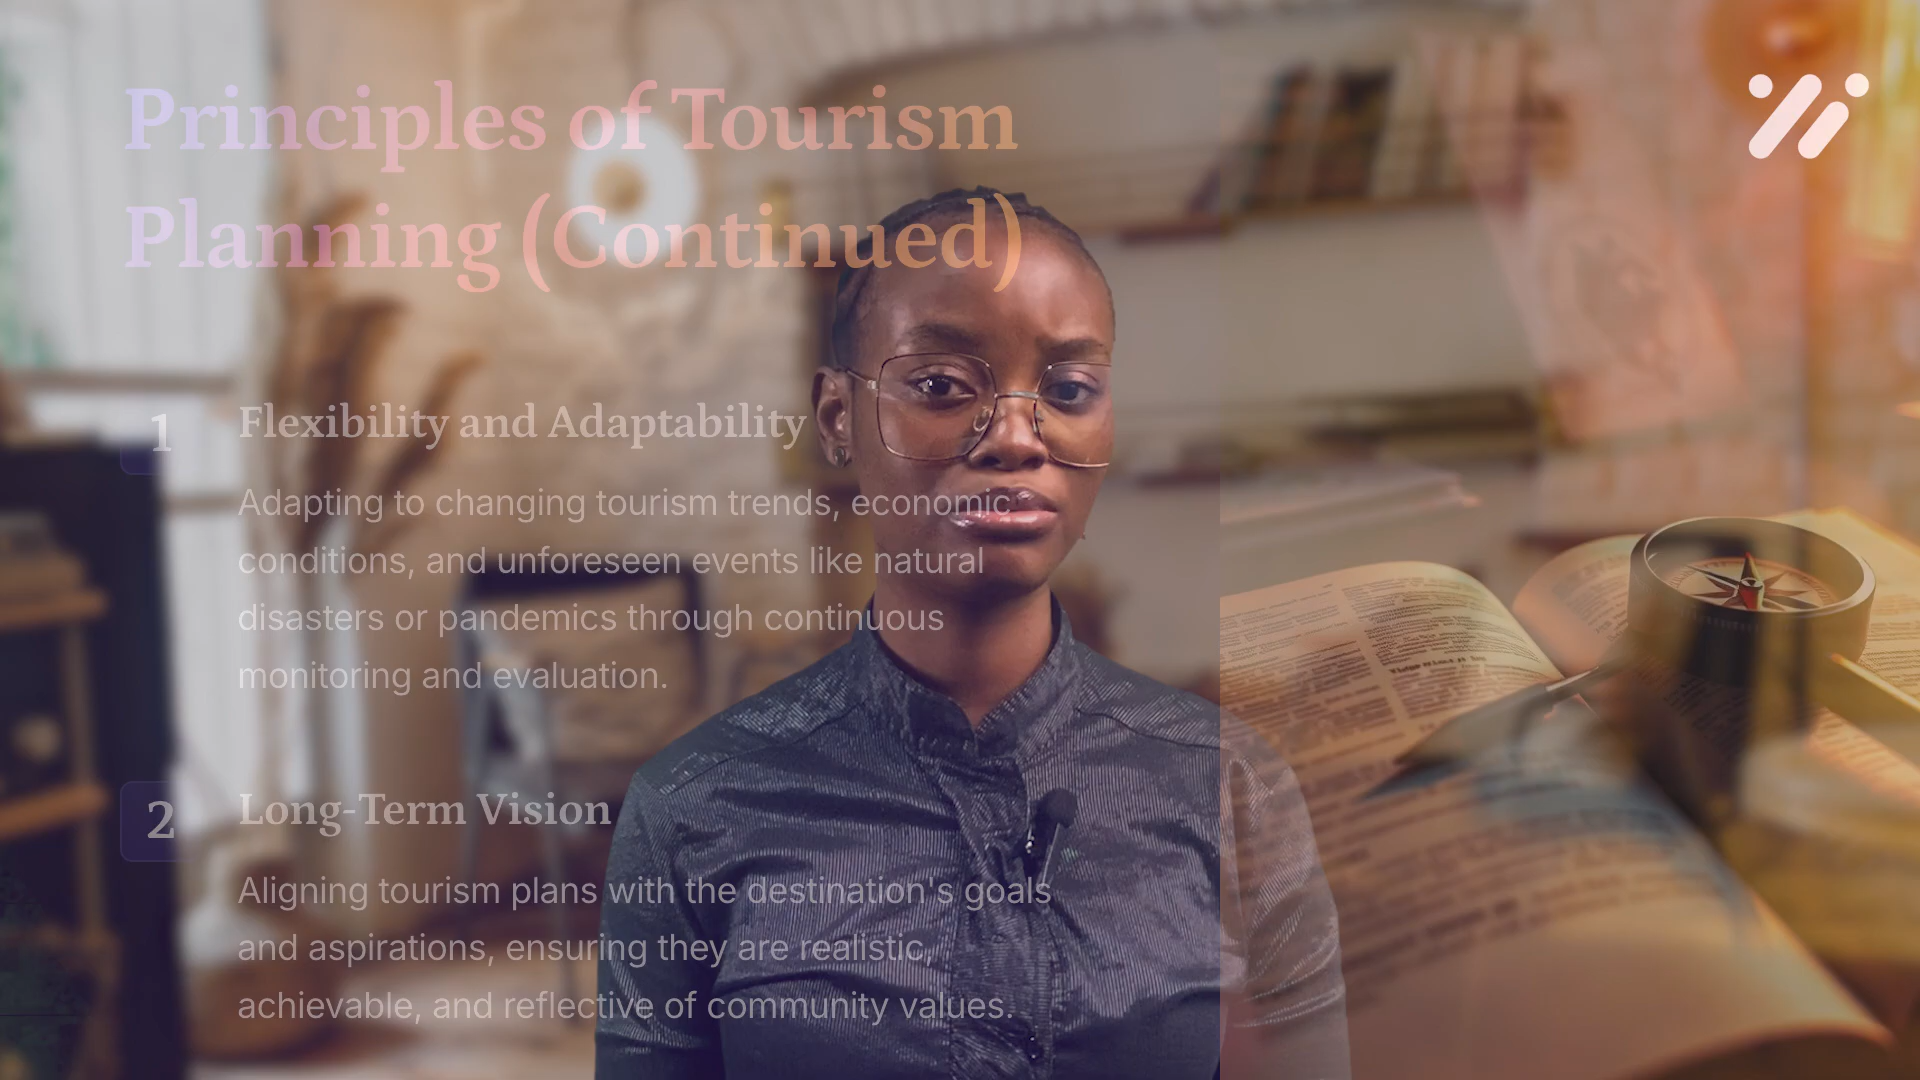 Principles of Tourism
Planning (Continued)
1
Flexibility and Adaptability
Adapting to changing tourism trends, economic
conditions, and unforeseen events like natural
disasters or pandemics through continuous
monitoring and evaluation.
2
Long-Term Vision
Aligning tourism plans with the destination's goals
and aspirations, ensuring they are realistic,
achievable, and reflective of community values.